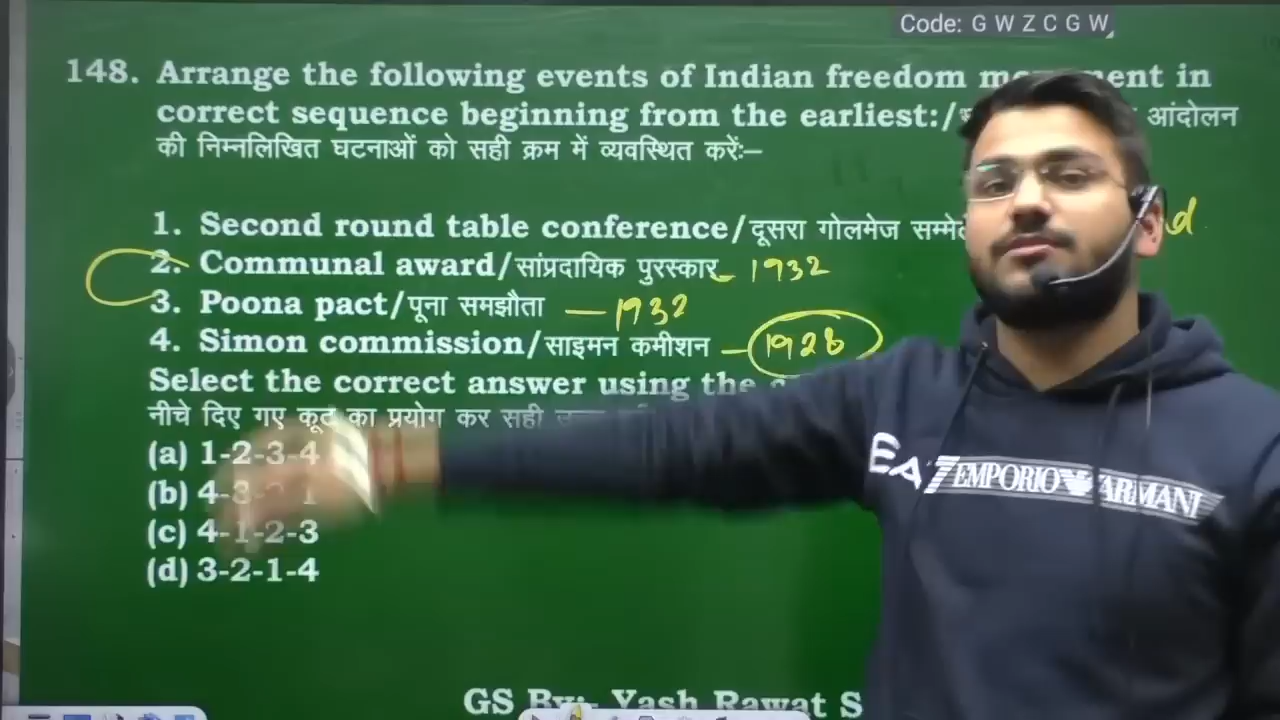 Code: G W Z C G W
148. Arrange the following events of Indian freedom in
correct sequence beginning from the earliest:/ आंदोलन
की निम्नलिखित घटनाओं को सही क्रम में व्यवस्थित करेंः–
1. Second round table conference/दूसरा गोलमेज
2. Communal award/सांप्रदायिक पुरस्कार - 1932
3. Poona pact/पूना समझौता — 1932
4. Simon commission/साइमन कमीशन – 1928
Select the correct answer using the
नीचे दिए गए कूट का प्रयोग कर सही
(a) 1-2-3-4
(b) 4-3- 1
(c) 4-1-2-3
(d) 3-2-1-4
EA7 EMPORIO ARMANI
GS By:- Yash Rawat S